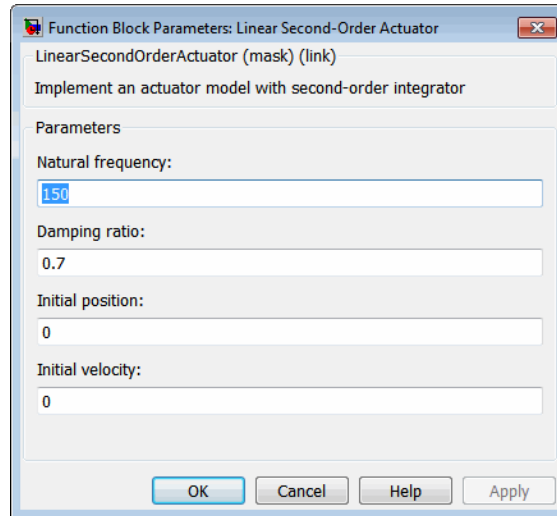 Function Block Parameters: Linear Second-Order Actuator
LinearSecondOrderActuator (mask) (link)
Implement an actuator model with second-order integrator
Parameters
Natural frequency:
150
Damping ratio:
0.7
Initial position:
0
Initial velocity:
0
OK Cancel Help Apply